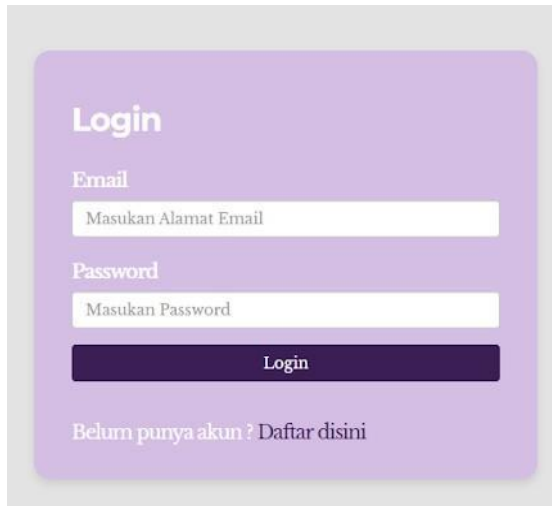 Login
Email
Masukan Alamat Email
Password
Masukan Password
Login
Belum punya akun ? Daftar disini